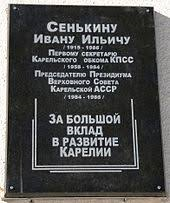 СЕНЬКИНУ
ИВАНУ ИЛЬИЧУ
/ 1915 - 1986 /
ПЕРВОМУ СЕКРЕТАРЮ
КАРЕЛЬСКОГО ОБКОМА КПСС
/ 1958 - 1984 /
ПРЕДСЕДАТЕЛЮ ПРЕЗИДИУМА
ВЕРХОВНОГО СОВЕТА
КАРЕЛЬСКОЙ АССР
/ 1984 - 1985 /
ЗА БОЛЬШОЙ
ВКЛАД
В РАЗВИТИЕ
КАРЕЛИИ